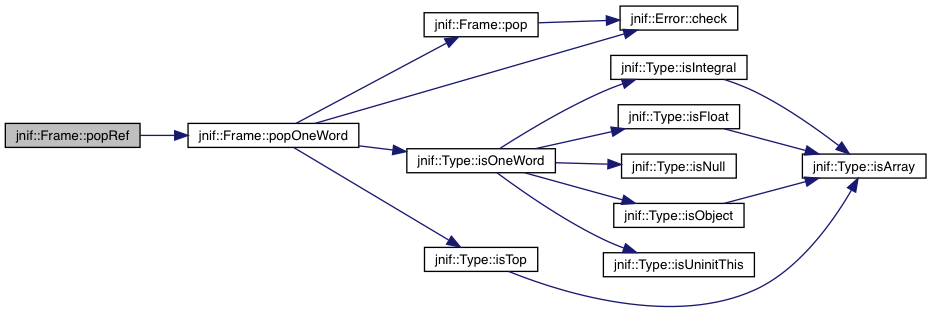 jnif::Frame::popRef
jnif::Frame::popOneWord
jnif::Frame::pop
jnif::Error::check
jnif::Type::isOneWord
jnif::Type::isIntegral
jnif::Type::isFloat
jnif::Type::isNull
jnif::Type::isObject
jnif::Type::isUninitThis
jnif::Type::isArray
jnif::Type::isTop